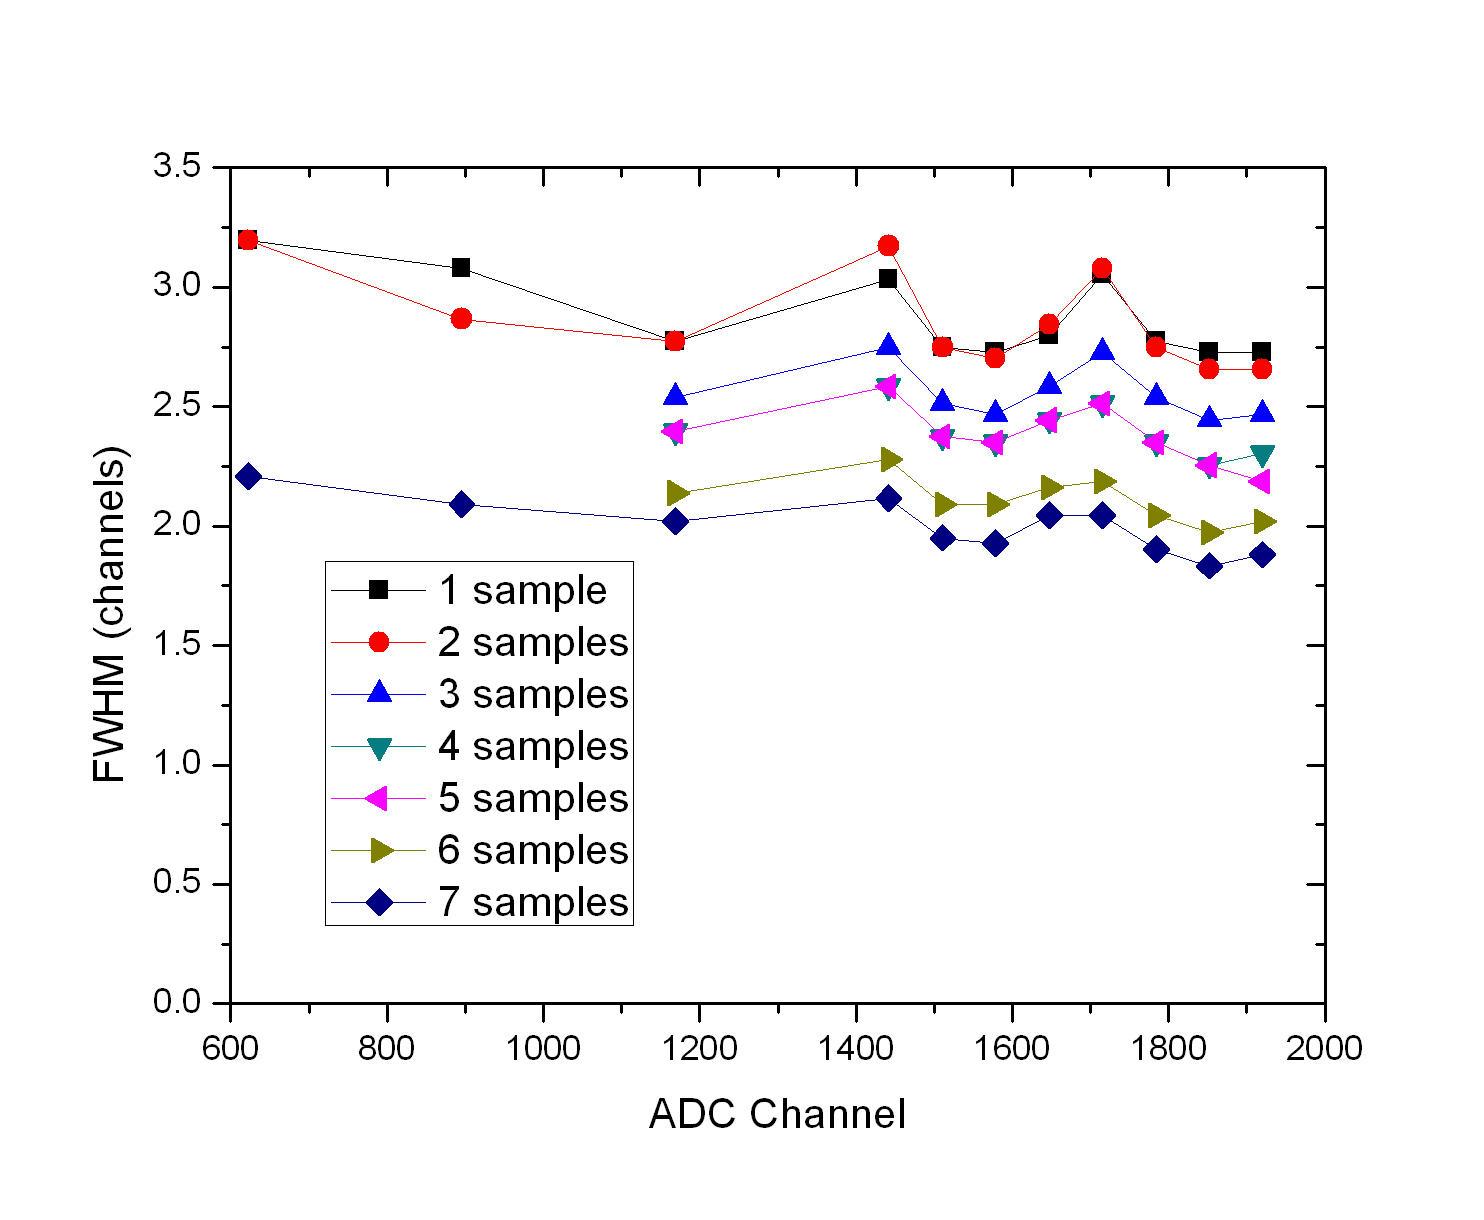 3.5
3.0
2.5
2.0
1.5
1.0
0.5
0.0
FWHM (channels)
1 sample
2 samples
3 samples
4 samples
5 samples
6 samples
7 samples
600 800 1000 1200 1400 1600 1800 2000
ADC Channel